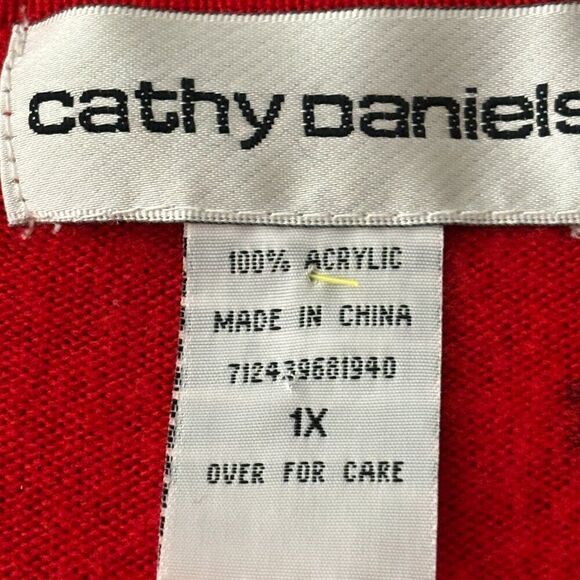 cathy Daniels
100% ACRYLIC
MADE IN CHINA
712439681940
1X
OVER FOR CARE